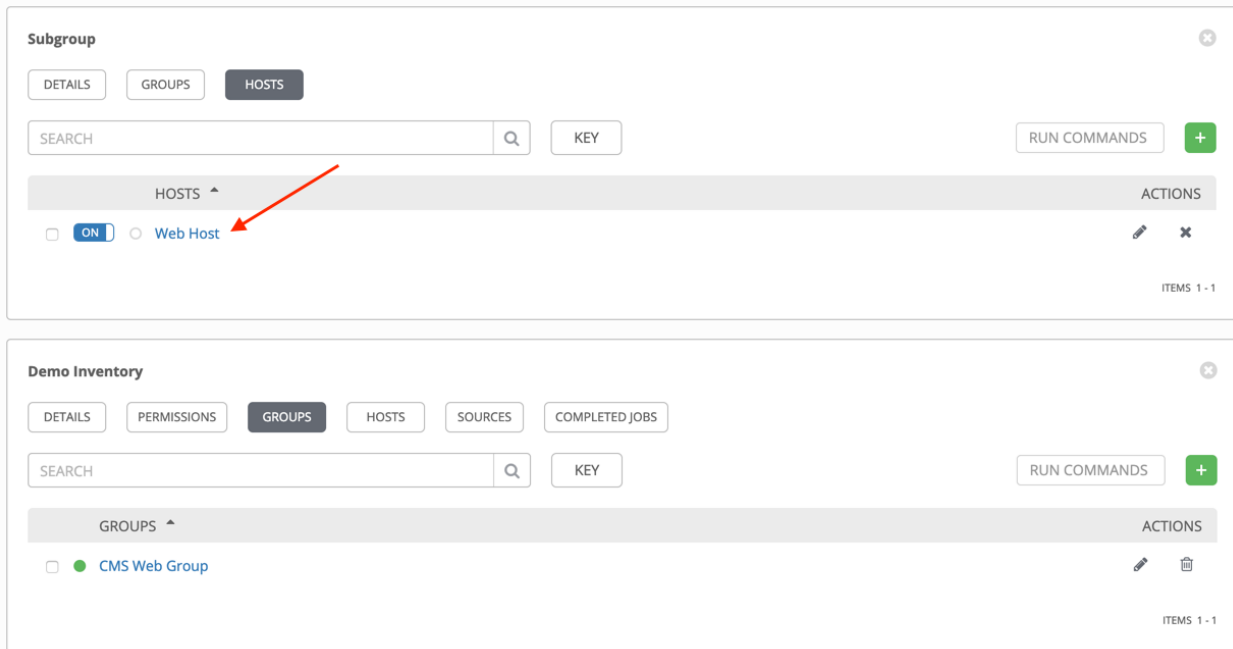 Subgroup
DETAILS GROUPS HOSTS
SEARCH KEY RUN COMMANDS +
HOSTS ACTIONS
ON Web Host
ITEMS 1 - 1
Demo Inventory
DETAILS PERMISSIONS GROUPS HOSTS SOURCES COMPLETED JOBS
SEARCH KEY RUN COMMANDS +
GROUPS ACTIONS
CMS Web Group
ITEMS 1 - 1